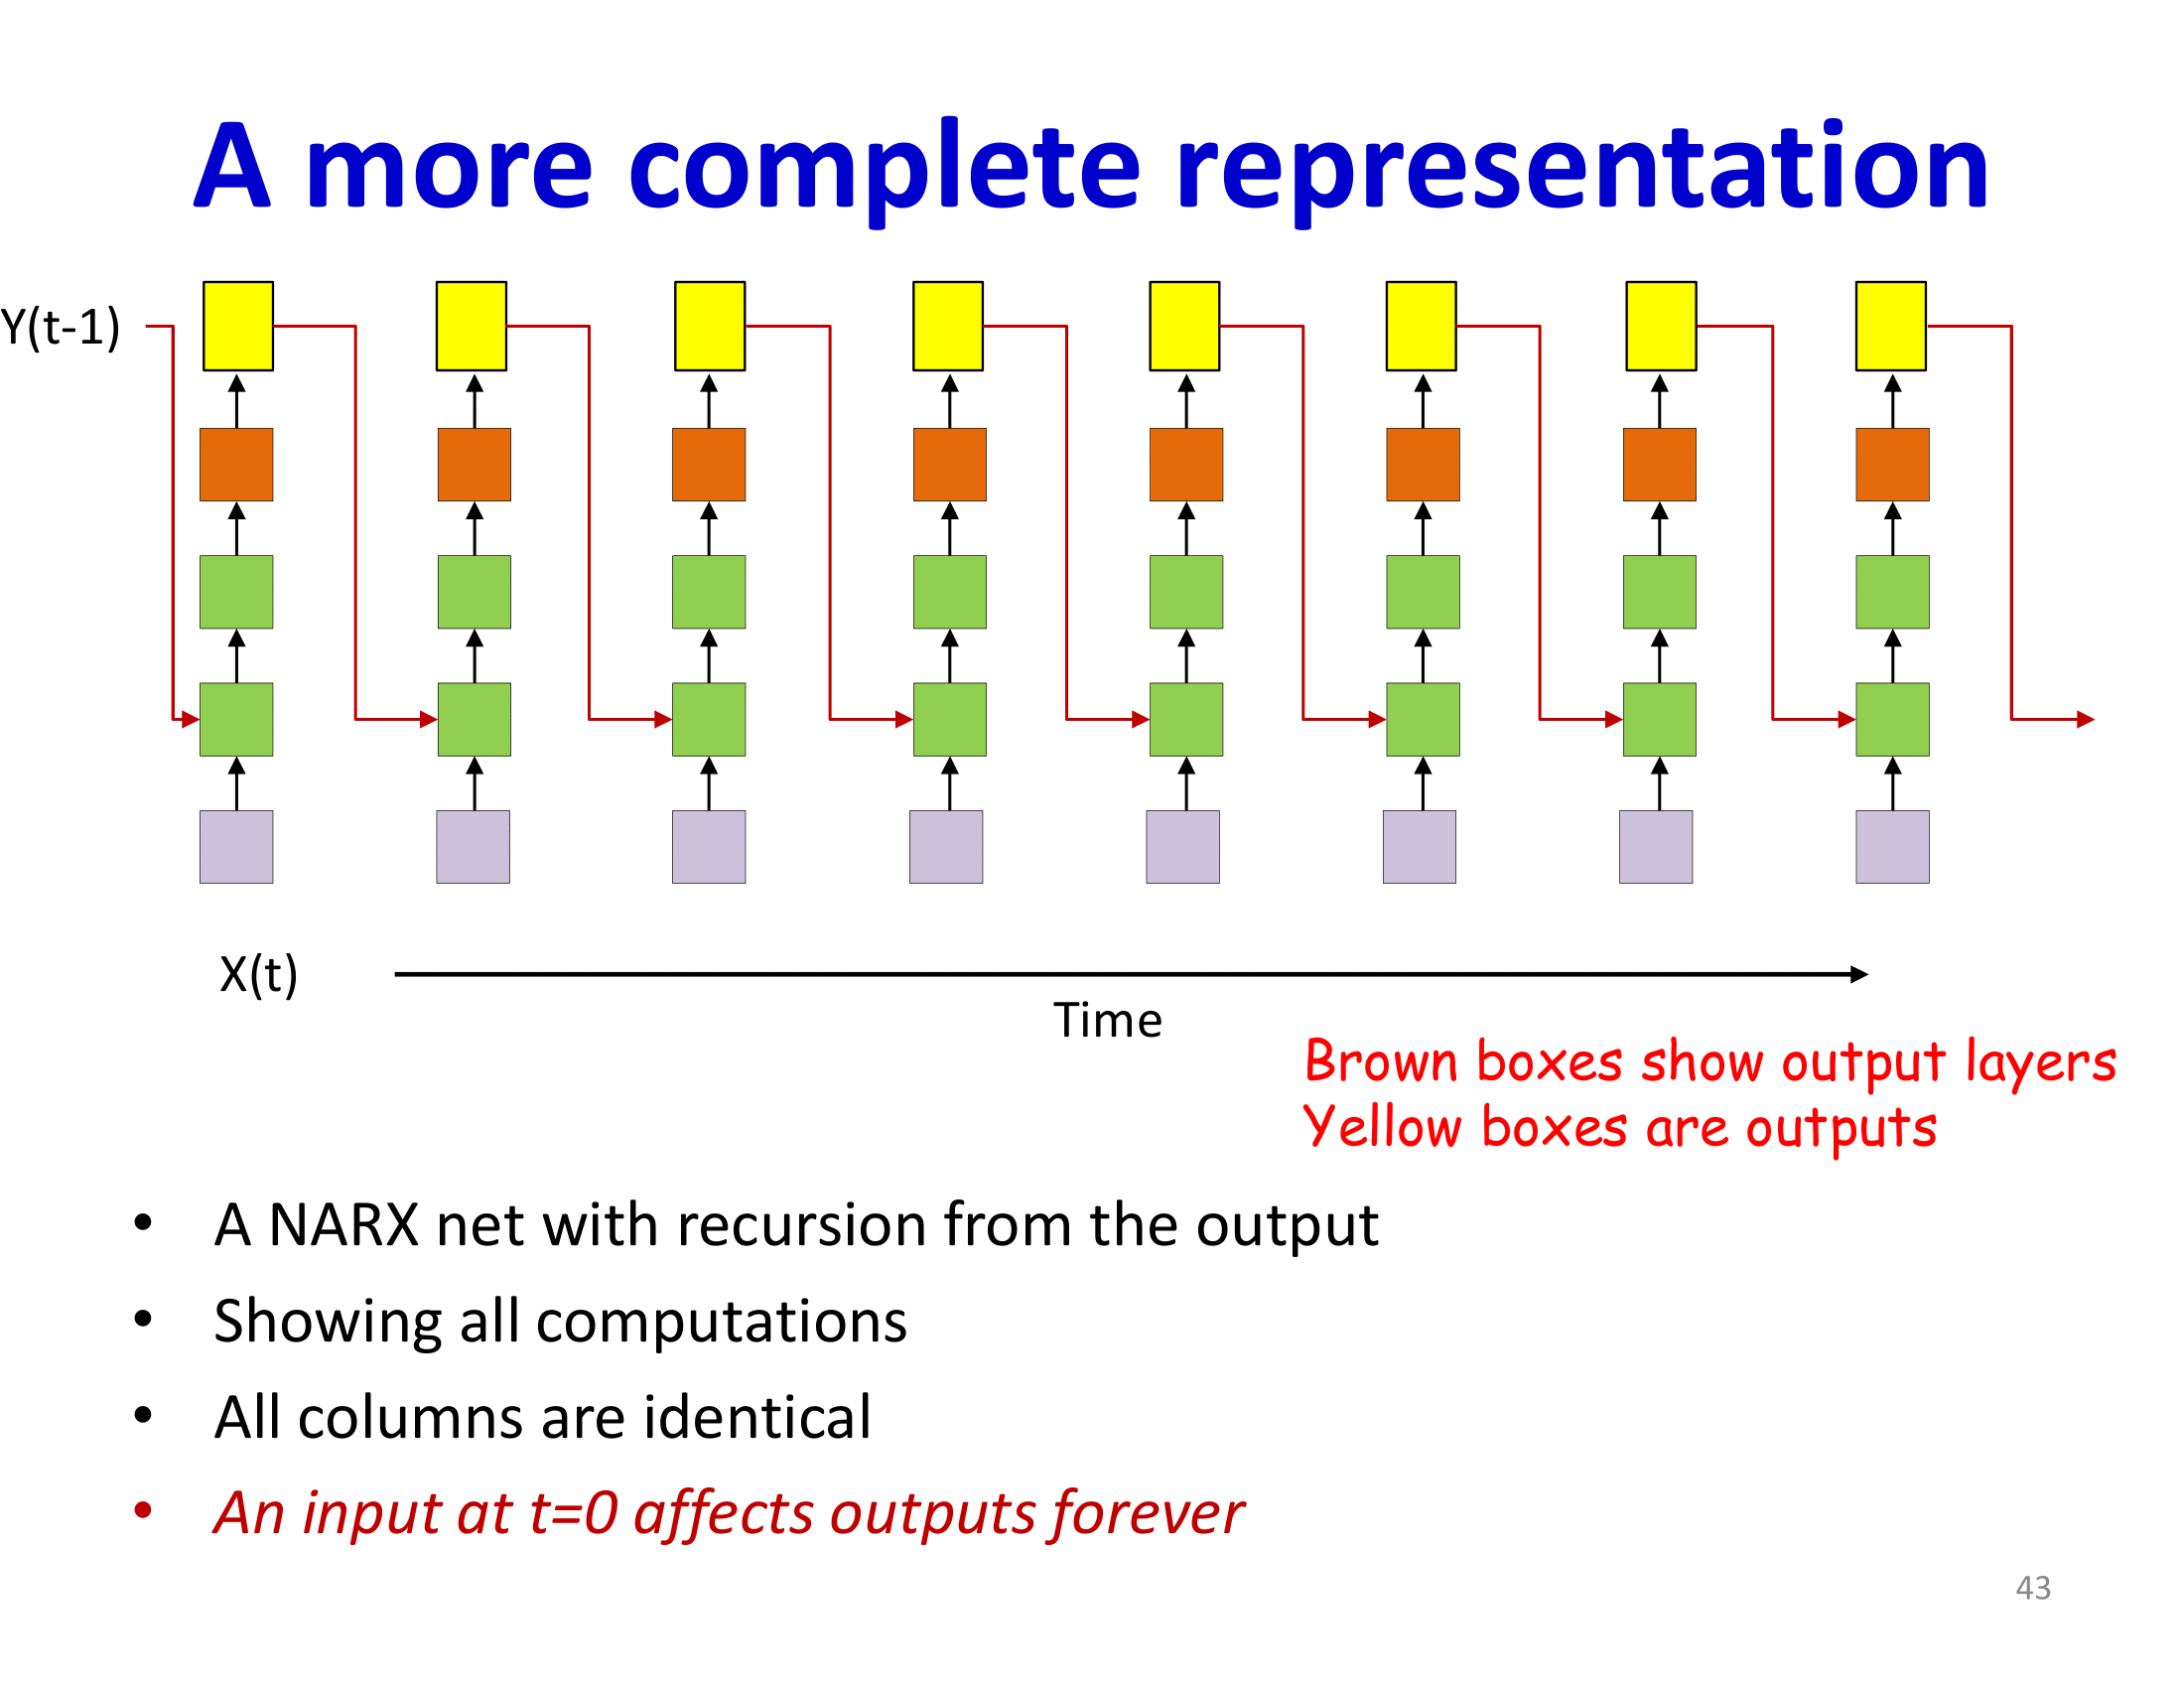 A more complete representation
Y(t-1)
X(t)
Time
Brown boxes show output layers
Yellow boxes are outputs
• A NARX net with recursion from the output
• Showing all computations
• All columns are identical
• An input at t=0 affects outputs forever
43